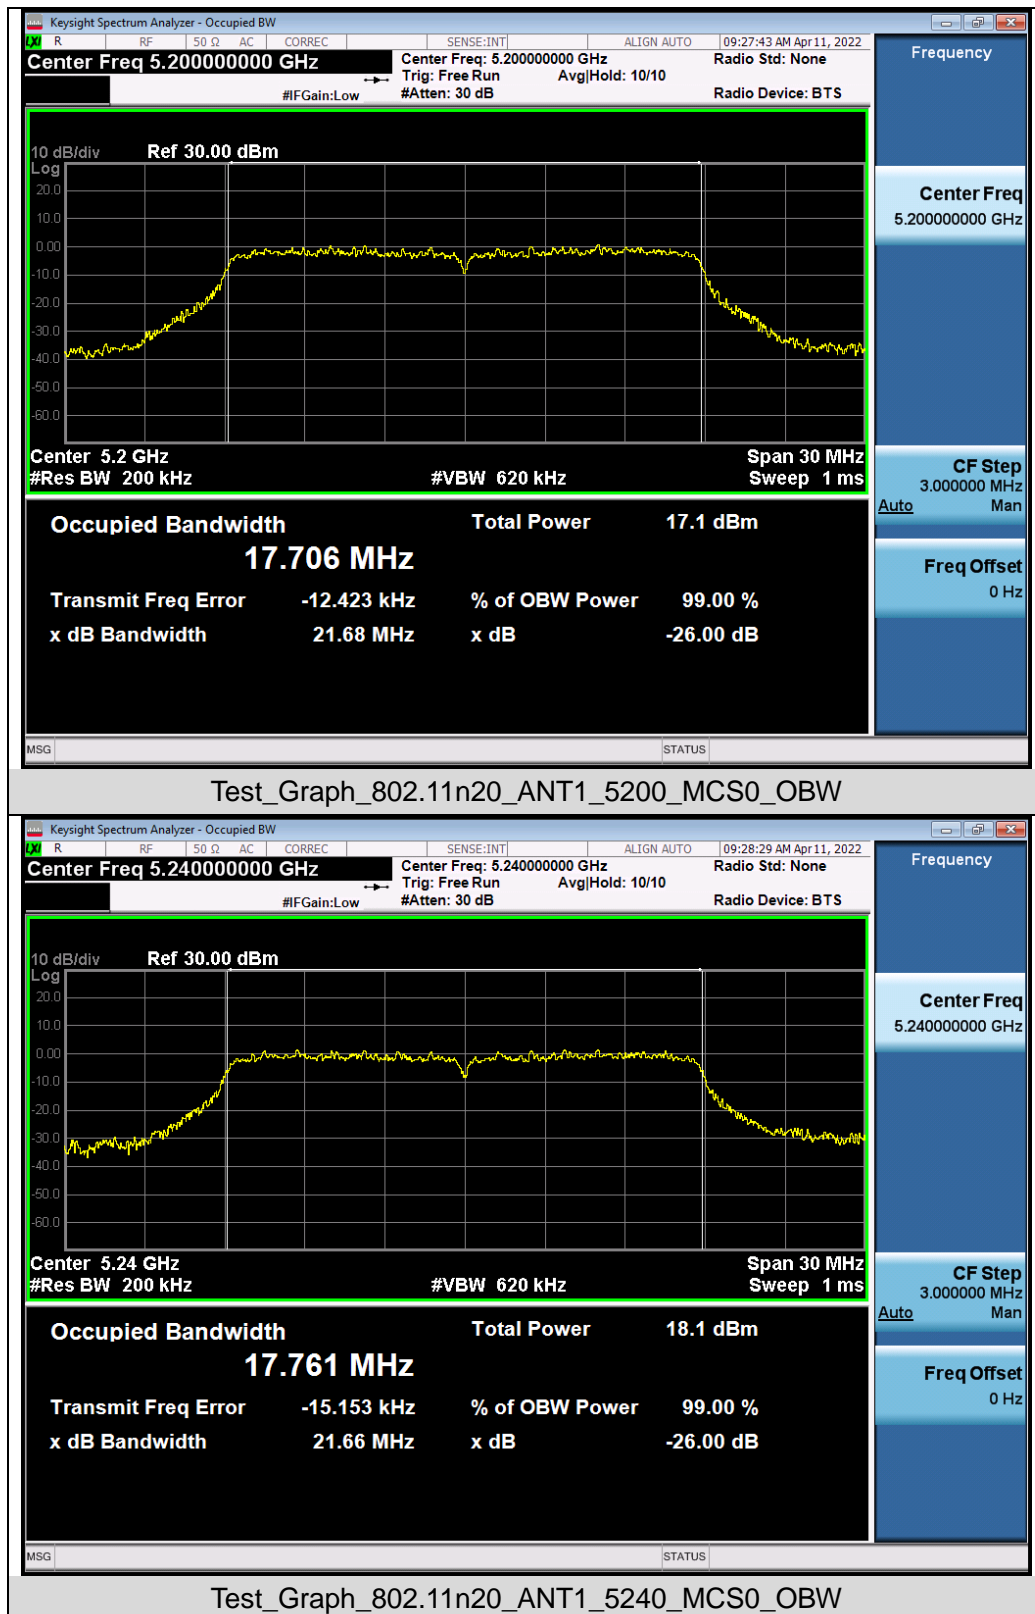 Keysight Spectrum Analyzer - Occupied BW
LXI R RF 50 Ω AC CORREC SENSE:INT ALIGN AUTO 09:27:43 AM Apr 11, 2022
Center Freq 5.200000000 GHz
Center Freq: 5.200000000 GHz
Radio Std: None
Trig: Free Run Avg|Hold: 10/10
#IFGain:Low
#Atten: 30 dB
Radio Device: BTS
Frequency
10 dB/div Ref 30.00 dBm
Log
20.0
10.0
0.00
-10.0
-20.0
-30.0
-40.0
-50.0
-60.0
Center 5.2 GHz Span 30 MHz
#Res BW 200 kHz #VBW 620 kHz Sweep 1 ms
Center Freq
5.200000000 GHz
CF Step
3.000000 MHz
Auto Man
Freq Offset
0 Hz
Occupied Bandwidth Total Power 17.1 dBm
17.706 MHz
Transmit Freq Error -12.423 kHz % of OBW Power 99.00 %
x dB Bandwidth 21.68 MHz x dB -26.00 dB
MSG STATUS
Test_Graph_802.11n20_ANT1_5200_MCS0_OBW
Keysight Spectrum Analyzer - Occupied BW
LXI R RF 50 Ω AC CORREC SENSE:INT ALIGN AUTO 09:28:29 AM Apr 11, 2022
Center Freq 5.240000000 GHz
Center Freq: 5.240000000 GHz
Radio Std: None
Trig: Free Run Avg|Hold: 10/10
#IFGain:Low
#Atten: 30 dB
Radio Device: BTS
Frequency
10 dB/div Ref 30.00 dBm
Log
20.0
10.0
0.00
-10.0
-20.0
-30.0
-40.0
-50.0
-60.0
Center 5.24 GHz Span 30 MHz
#Res BW 200 kHz #VBW 620 kHz Sweep 1 ms
Center Freq
5.240000000 GHz
CF Step
3.000000 MHz
Auto Man
Freq Offset
0 Hz
Occupied Bandwidth Total Power 18.1 dBm
17.761 MHz
Transmit Freq Error -15.153 kHz % of OBW Power 99.00 %
x dB Bandwidth 21.66 MHz x dB -26.00 dB
MSG STATUS
Test_Graph_802.11n20_ANT1_5240_MCS0_OBW